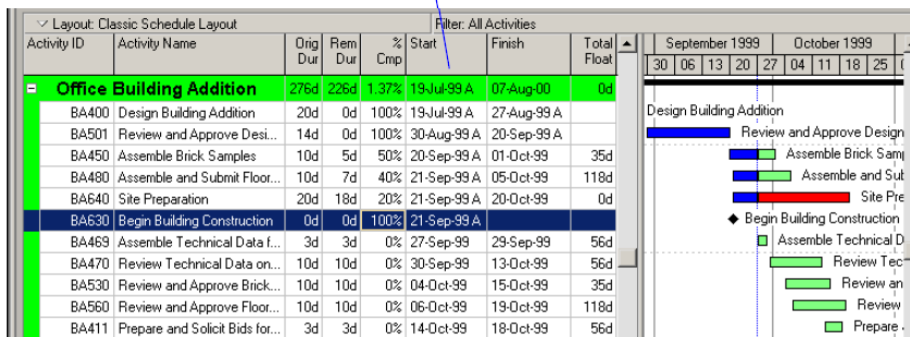 Layout: Classic Schedule Layout Filter: All Activities
Activity ID Activity Name Orig Dur Rem Dur % Cmp Start Finish Total Float September 1999 October 1999
30 06 13 20 27 04 11 18 25
Office Building Addition 276d 226d 1.37% 19-Jul-99 A 07-Aug-00 0d
BA400 Design Building Addition 20d 0d 100% 19-Jul-99 A 27-Aug-99 A Design Building Addition
BA501 Review and Approve Desi... 14d 0d 100% 30-Aug-99 A 20-Sep-99 A Review and Approve Design
BA450 Assemble Brick Samples 10d 5d 50% 20-Sep-99 A 01-Oct-99 35d Assemble Brick Samp
BA480 Assemble and Submit Floor... 10d 7d 40% 21-Sep-99 A 05-Oct-99 118d Assemble and Sub
BA640 Site Preparation 20d 18d 20% 21-Sep-99 A 20-Oct-99 0d Site Pre
BA630 Begin Building Construction 0d 0d 100% 21-Sep-99 A Begin Building Construction
BA469 Assemble Technical Data f... 3d 3d 0% 27-Sep-99 29-Sep-99 56d Assemble Technical D
BA470 Review Technical Data on... 10d 10d 0% 30-Sep-99 13-Oct-99 56d Review Tec
BA530 Review and Approve Brick... 10d 10d 0% 04-Oct-99 15-Oct-99 35d Review an
BA560 Review and Approve Floor... 10d 10d 0% 06-Oct-99 19-Oct-99 118d Review
BA411 Prepare and Solicit Bids for... 3d 3d 0% 14-Oct-99 18-Oct-99 56d Prepare